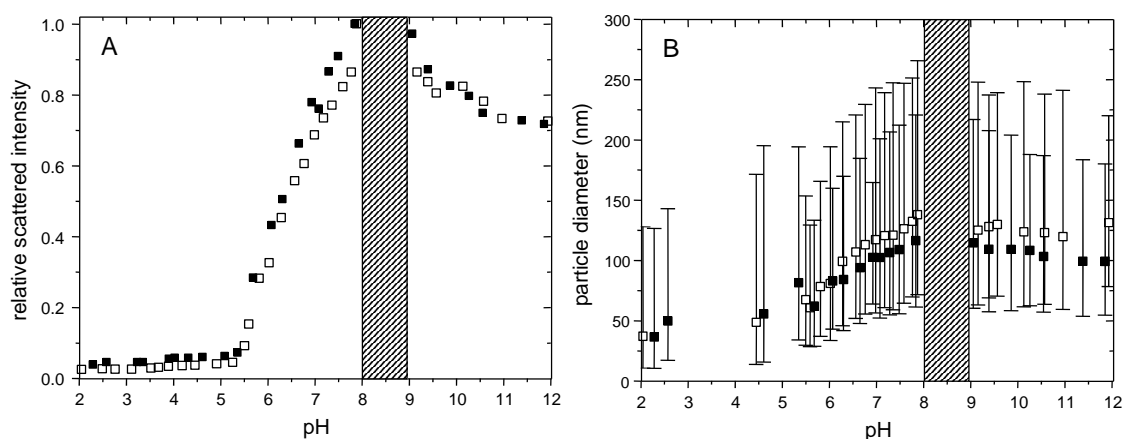 A
relative scattered intensity
1.0
0.8
0.6
0.4
0.2
0.0
2 3 4 5 6 7 8 9 10 11 12
pH
B
particle diameter (nm)
300
250
200
150
100
50
0
2 3 4 5 6 7 8 9 10 11 12
pH